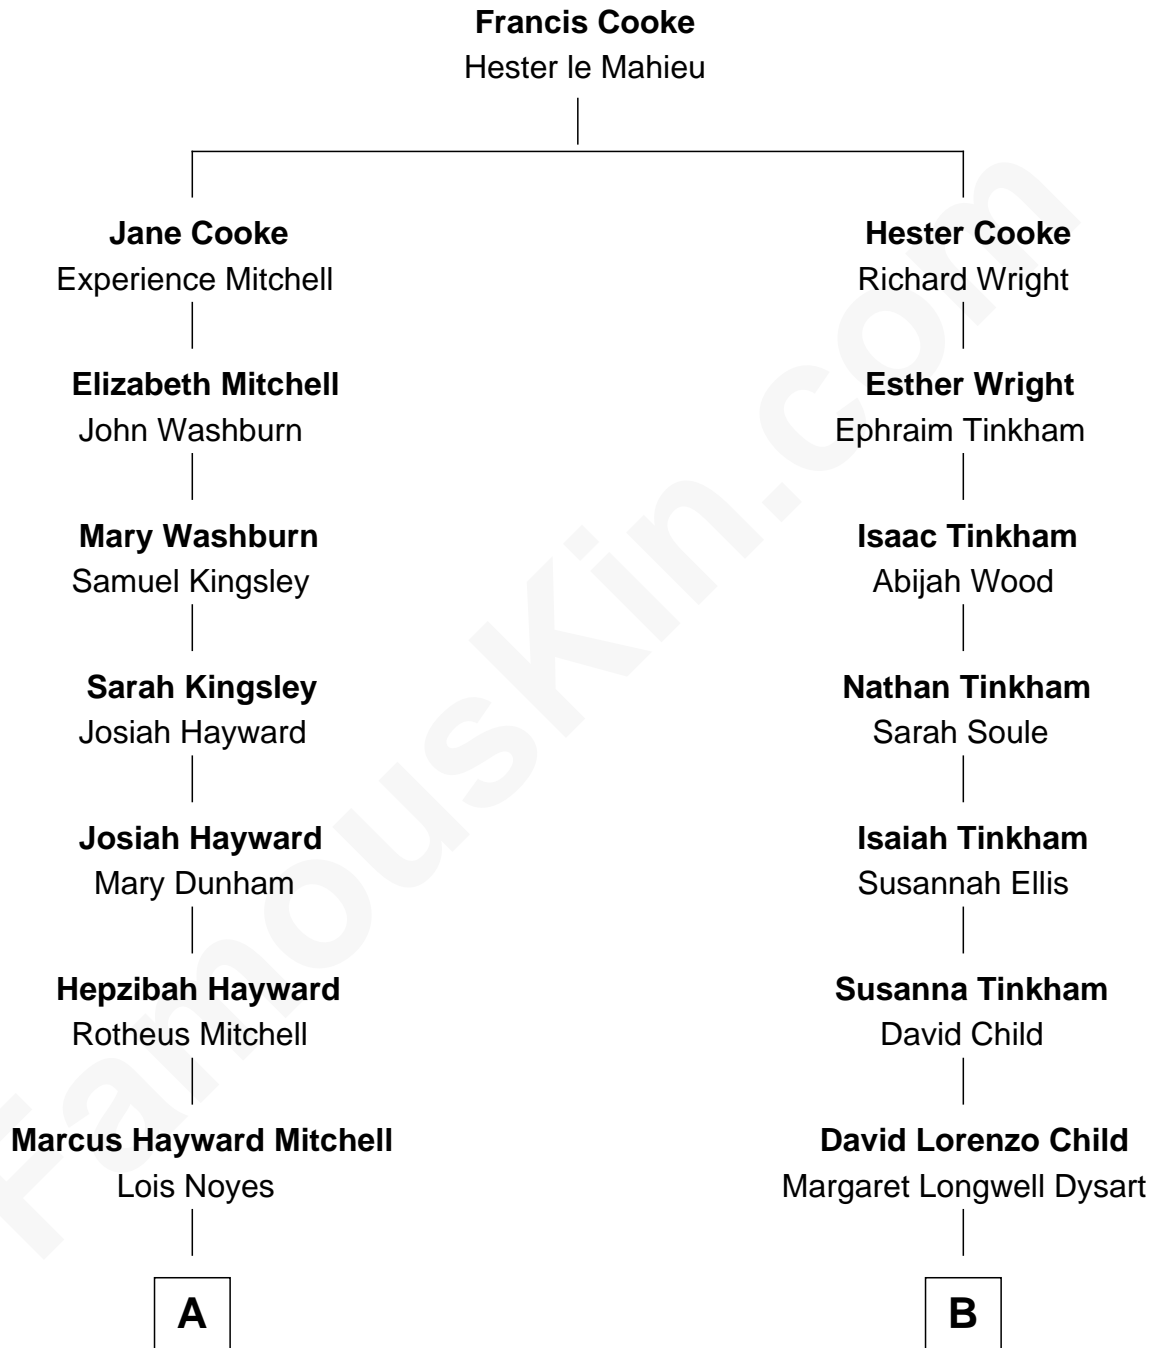 Francis Cooke
Hester le Mahieu
Jane Cooke
Experience Mitchell
Hester Cooke
Richard Wright
Elizabeth Mitchell
John Washburn
Esther Wright
Ephraim Tinkham
Mary Washburn
Samuel Kingsley
Isaac Tinkham
Abijah Wood
Sarah Kingsley
Josiah Hayward
Nathan Tinkham
Sarah Soule
Josiah Hayward
Mary Dunham
Isaiah Tinkham
Susannah Ellis
Hepzibah Hayward
Rotheus Mitchell
Susanna Tinkham
David Child
Marcus Hayward Mitchell
Lois Noyes
David Lorenzo Child
Margaret Longwell Dysart
A
B
FamousKin.com